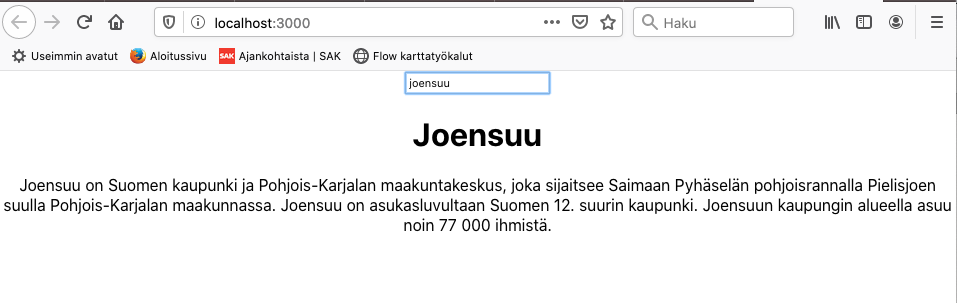 localhost:3000
Haku
Useimmin avatut
Aloitussivu
SAK Ajankohtaista | SAK
Flow karttatyökalut
joensuu
Joensuu
Joensuu on Suomen kaupunki ja Pohjois-Karjalan maakuntakeskus, joka sijaitsee Saimaan Pyhäselän pohjoisrannalla Pielisjoen
suulla Pohjois-Karjalan maakunnassa. Joensuu on asukasluvultaan Suomen 12. suurin kaupunki. Joensuun kaupungin alueella asuu
noin 77 000 ihmistä.